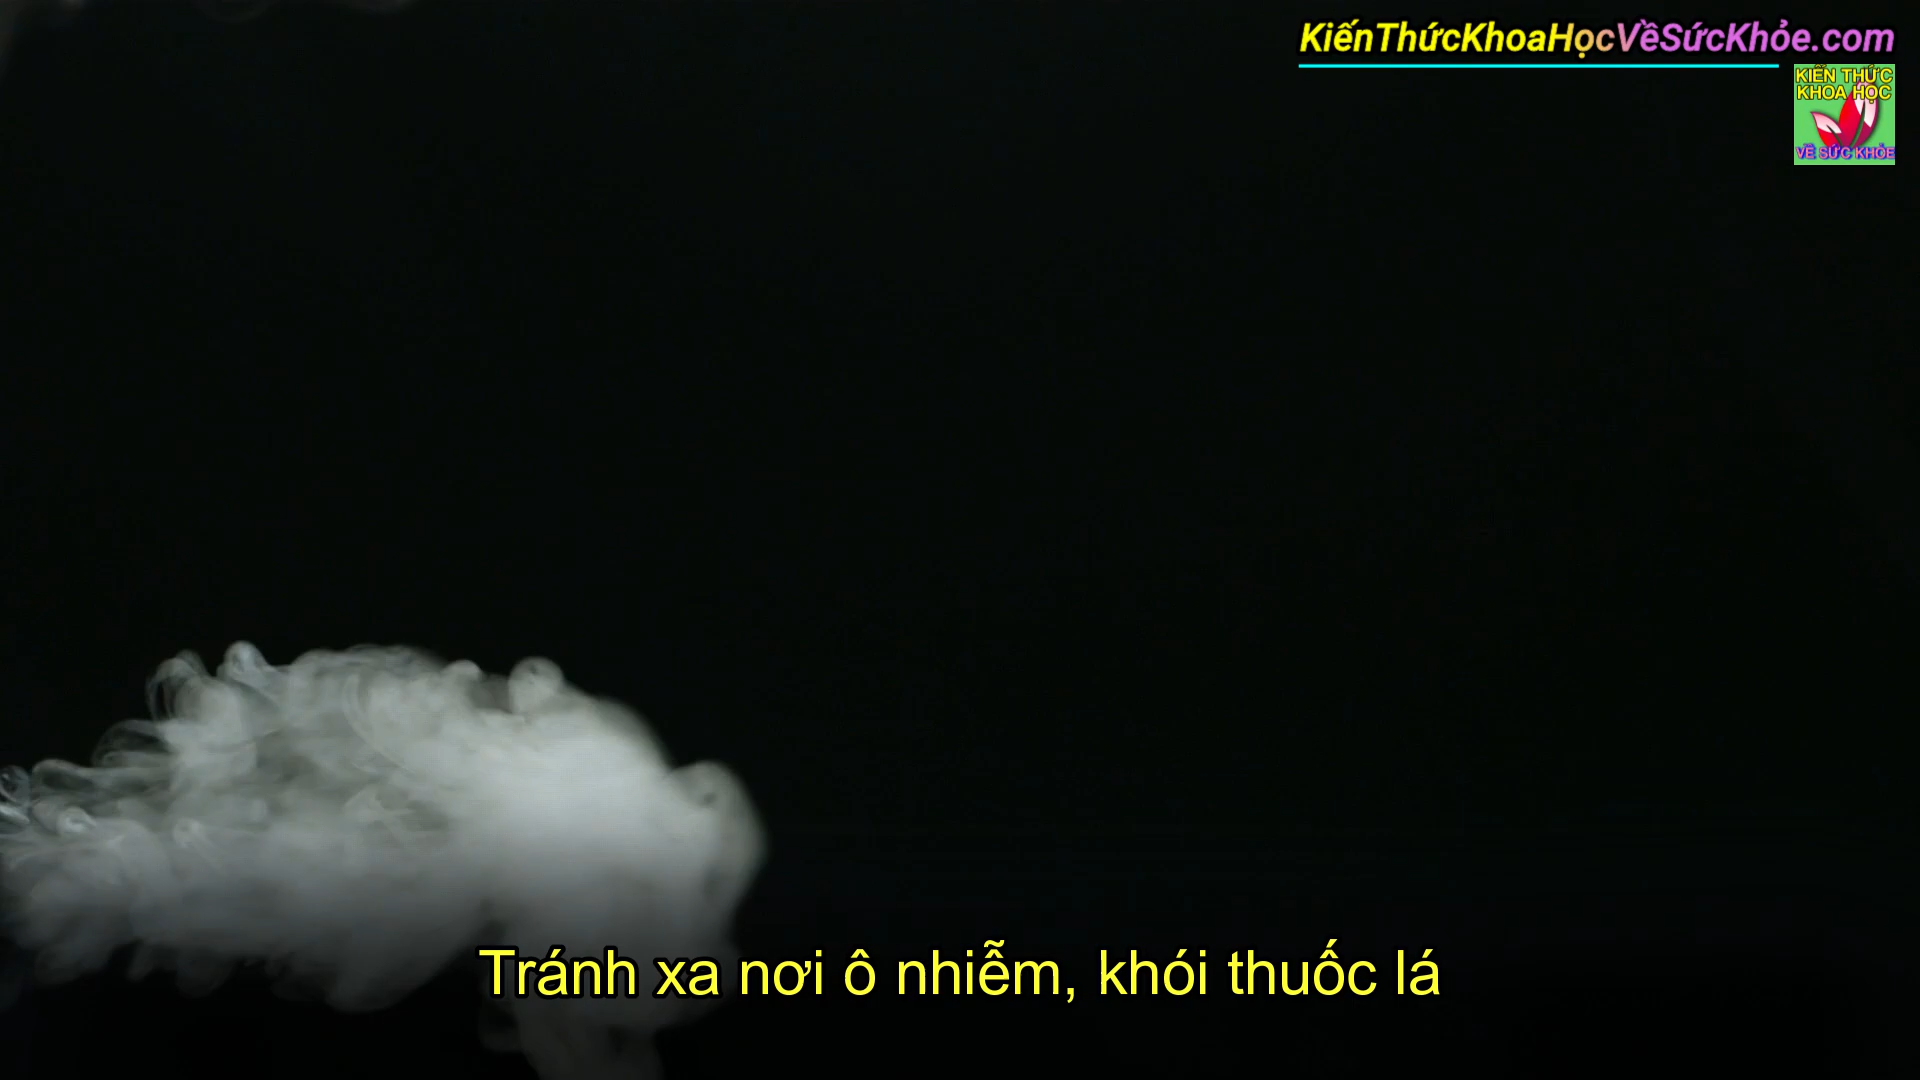 KiếnThứcKhoaHọcVềSứcKhỏe.com
KIẾN THỨC
KHOA HỌC
VỀ SỨC KHỎE
Tránh xa nơi ô nhiễm, khói thuốc lá